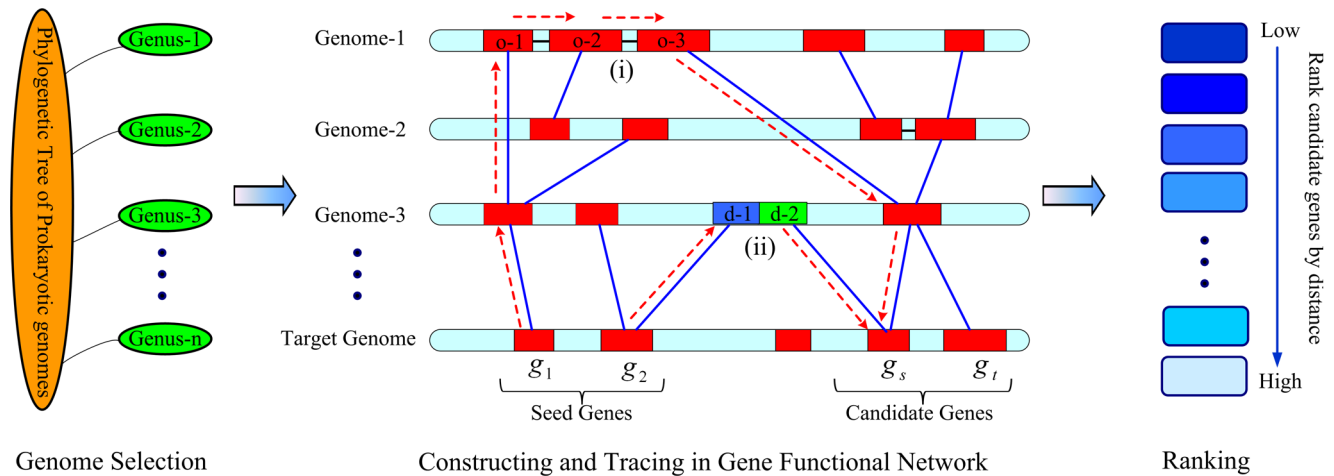 Phylogenetic Tree of Prokaryotic genomes
Genus-1
Genus-2
Genus-3
Genus-n
Genome Selection
Genome-1
o-1
o-2
o-3
(i)
Genome-2
Genome-3
d-1
d-2
(ii)
Target Genome
g1
g2
gs
gt
Seed Genes
Candidate Genes
Constructing and Tracing in Gene Functional Network
Low
Rank candidate genes by distance
High
Ranking